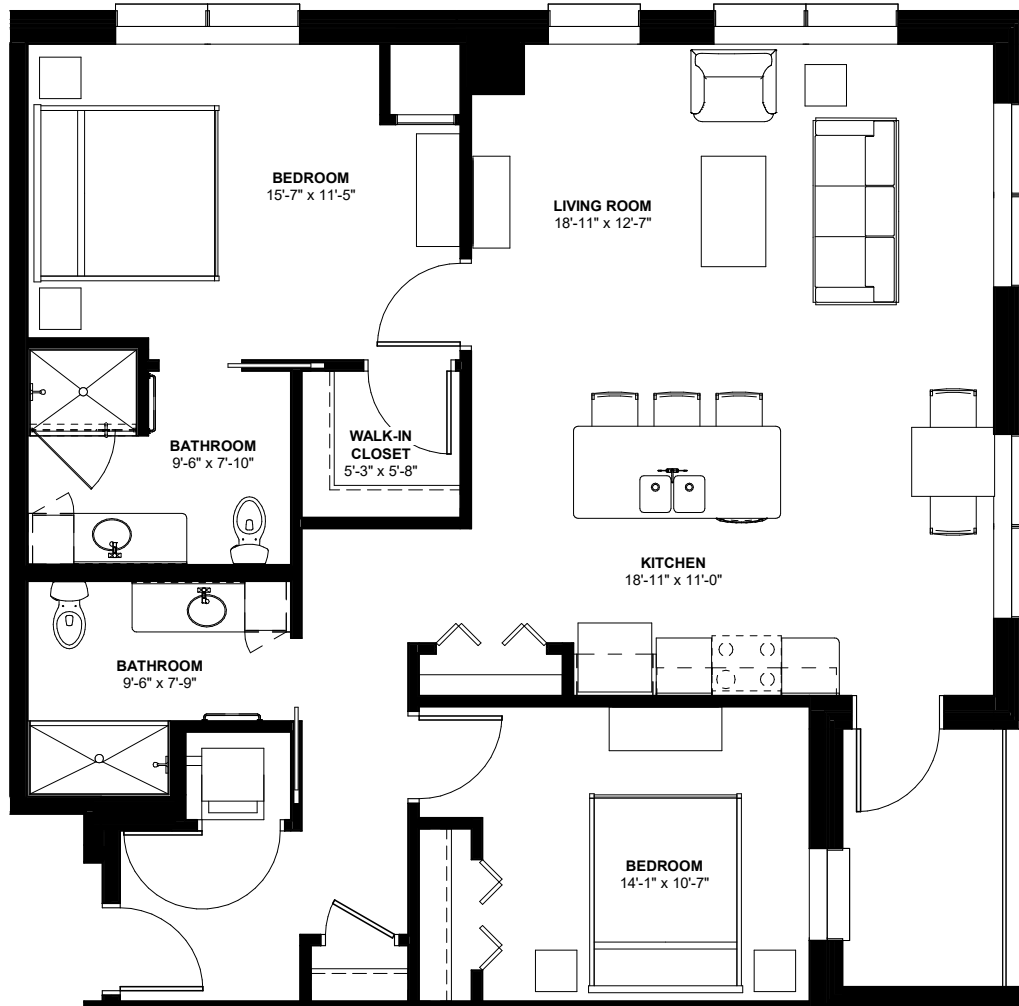 BEDROOM
15'-7" x 11'-5"
LIVING ROOM
18'-11" x 12'-7"
BATHROOM
9'-6" x 7'-10"
WALK-IN
CLOSET
5'-3" x 5'-8"
KITCHEN
18'-11" x 11'-0"
BATHROOM
9'-6" x 7'-9"
BEDROOM
14'-1" x 10'-7"